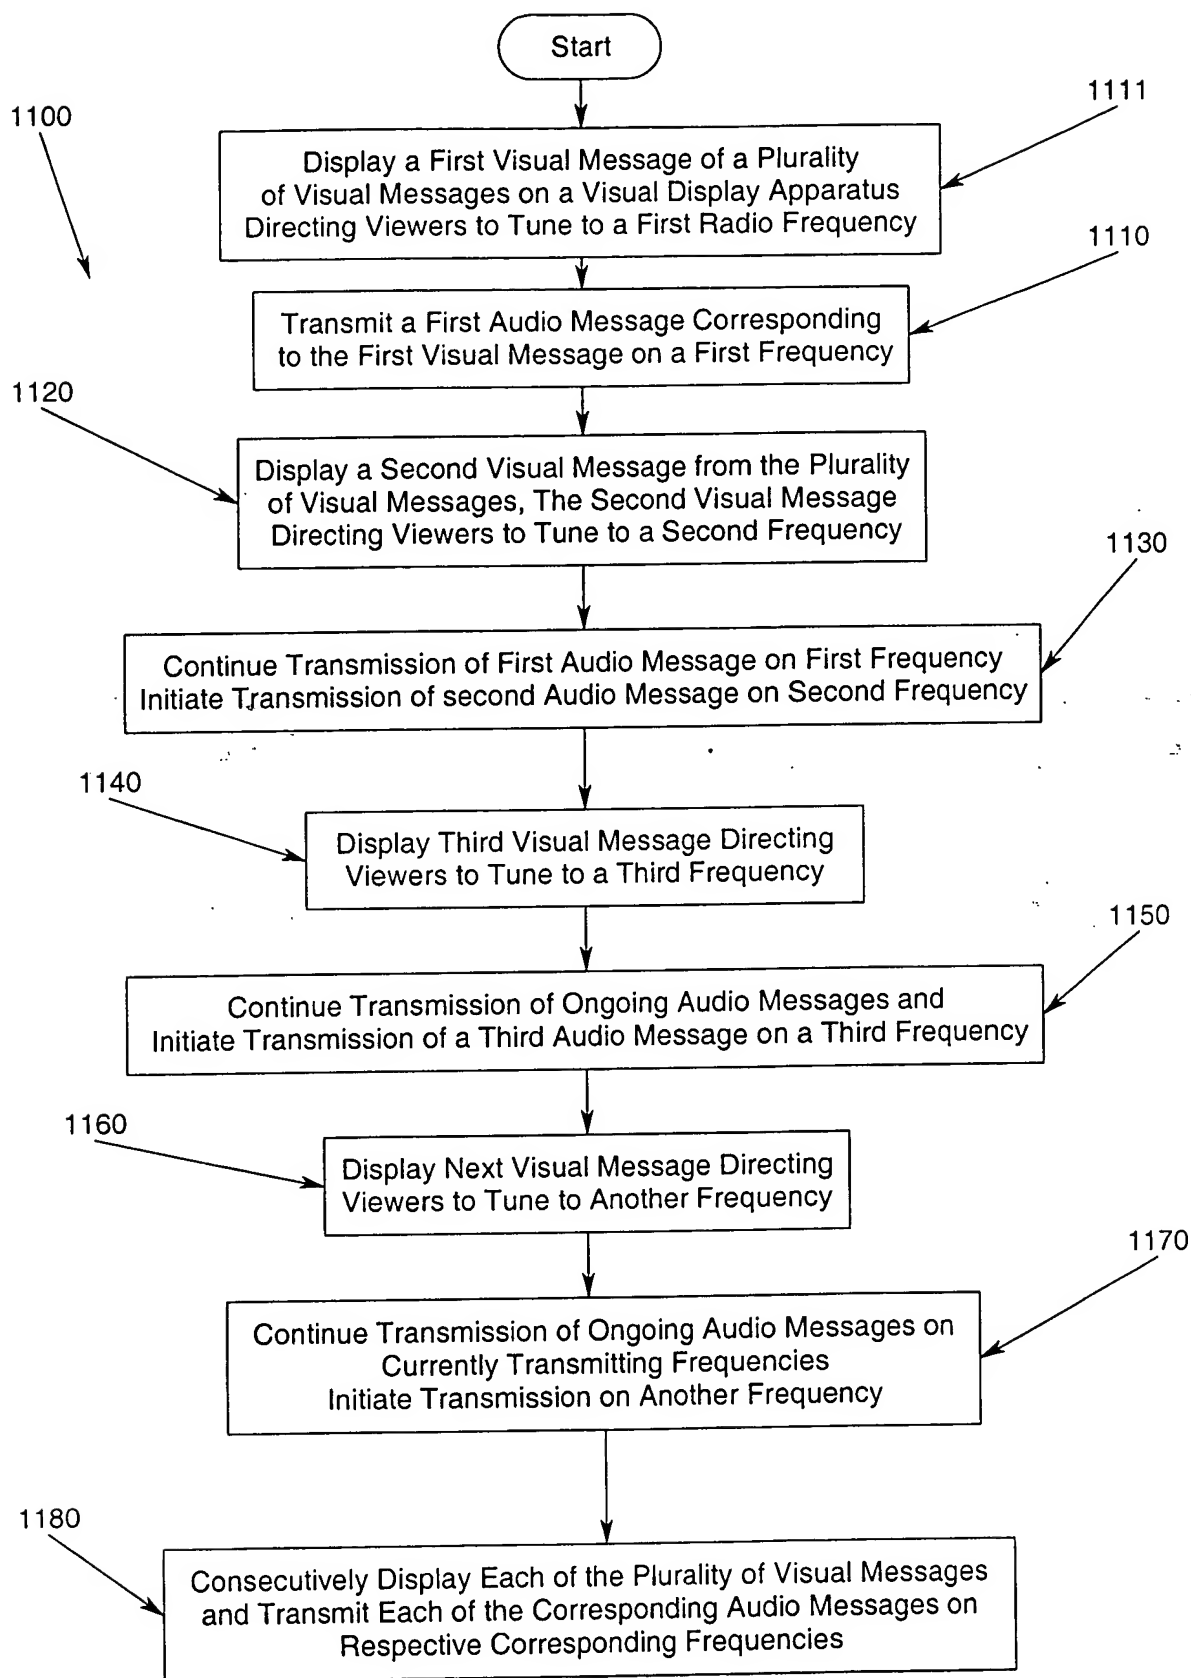 Start
1100
1111
Display a First Visual Message of a Plurality
of Visual Messages on a Visual Display Apparatus
Directing Viewers to Tune to a First Radio Frequency
1110
Transmit a First Audio Message Corresponding
to the First Visual Message on a First Frequency
1120
Display a Second Visual Message from the Plurality
of Visual Messages, The Second Visual Message
Directing Viewers to Tune to a Second Frequency
1130
Continue Transmission of First Audio Message on First Frequency
Initiate Transmission of second Audio Message on Second Frequency
1140
Display Third Visual Message Directing
Viewers to Tune to a Third Frequency
1150
Continue Transmission of Ongoing Audio Messages and
Initiate Transmission of a Third Audio Message on a Third Frequency
1160
Display Next Visual Message Directing
Viewers to Tune to Another Frequency
1170
Continue Transmission of Ongoing Audio Messages on
Currently Transmitting Frequencies
Initiate Transmission on Another Frequency
1180
Consecutively Display Each of the Plurality of Visual Messages
and Transmit Each of the Corresponding Audio Messages on
Respective Corresponding Frequencies